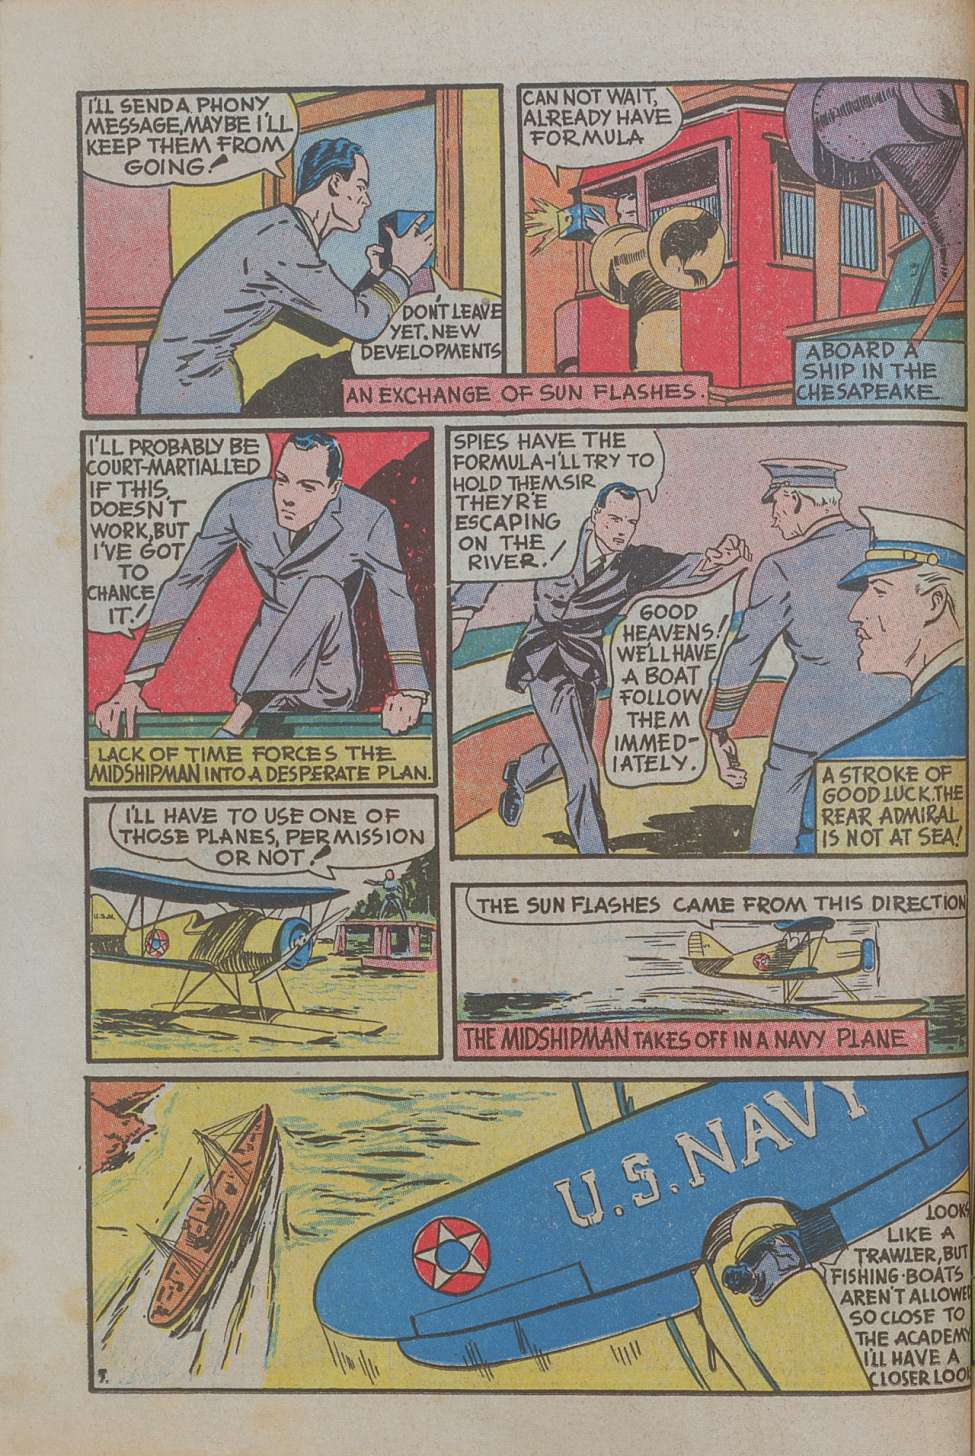 I'LL SEND A PHONY
MESSAGE, MAYBE I'LL
KEEP THEM FROM
GOING!
DON'T LEAVE
YET. NEW
DEVELOPMENTS
AN EXCHANGE OF SUN FLASHES.
CAN NOT WAIT,
ALREADY HAVE
FORMULA
ABOARD A
SHIP IN THE
CHESAPEAKE
I'LL PROBABLY BE
COURT-MARTIALLED
IF THIS
DOESN'T
WORK, BUT
I'VE GOT
TO
CHANCE
IT!
LACK OF TIME FORCES THE
MIDSHIPMAN INTO A DESPERATE PLAN.
SPIES HAVE THE
FORMULA-I'LL TRY TO
HOLD THEMSIR
THEY'RE
ESCAPING
ON THE
RIVER!
GOOD
HEAVENS!
WE'LL HAVE
A BOAT
FOLLOW
THEM
IMMED-
IATELY.
A STROKE OF
GOOD LUCK, THE
REAR ADMIRAL
IS NOT AT SEA!
I'LL HAVE TO USE ONE OF
THOSE PLANES, PERMISSION
OR NOT!
U.S.N.
THE SUN FLASHES CAME FROM THIS DIRECTION
THE MIDSHIPMAN TAKES OFF IN A NAVY PLANE
U.S. NAVY
LOOKS
LIKE A
TRAWLER, BUT
FISHING-BOATS
AREN'T ALLOWED
SO CLOSE TO
THE ACADEMY
I'LL HAVE A
CLOSER LOOK